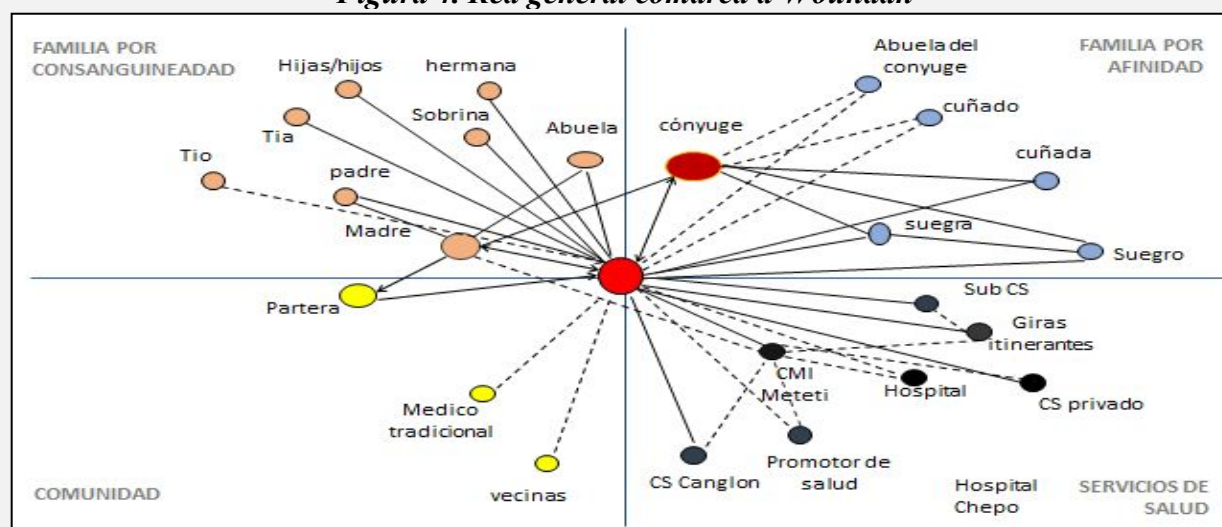 FAMILIA POR
CONSANGUINEADAD
Hijas/hijos
hermana
Tia
Sobrina
Abuela
Tio
padre
Madre
Abuela del
conyuge
FAMILIA POR
AFINIDAD
cuñado
cónyuge
cuñada
suegra
Suegro
Partera
Medico
tradicional
vecinas
COMUNIDAD
Sub CS
Giras
itinerantes
CMI
Meteti
Hospital
CS privado
CS Canglon
Promotor de
salud
Hospital
Chepo
SERVICIOS DE
SALUD